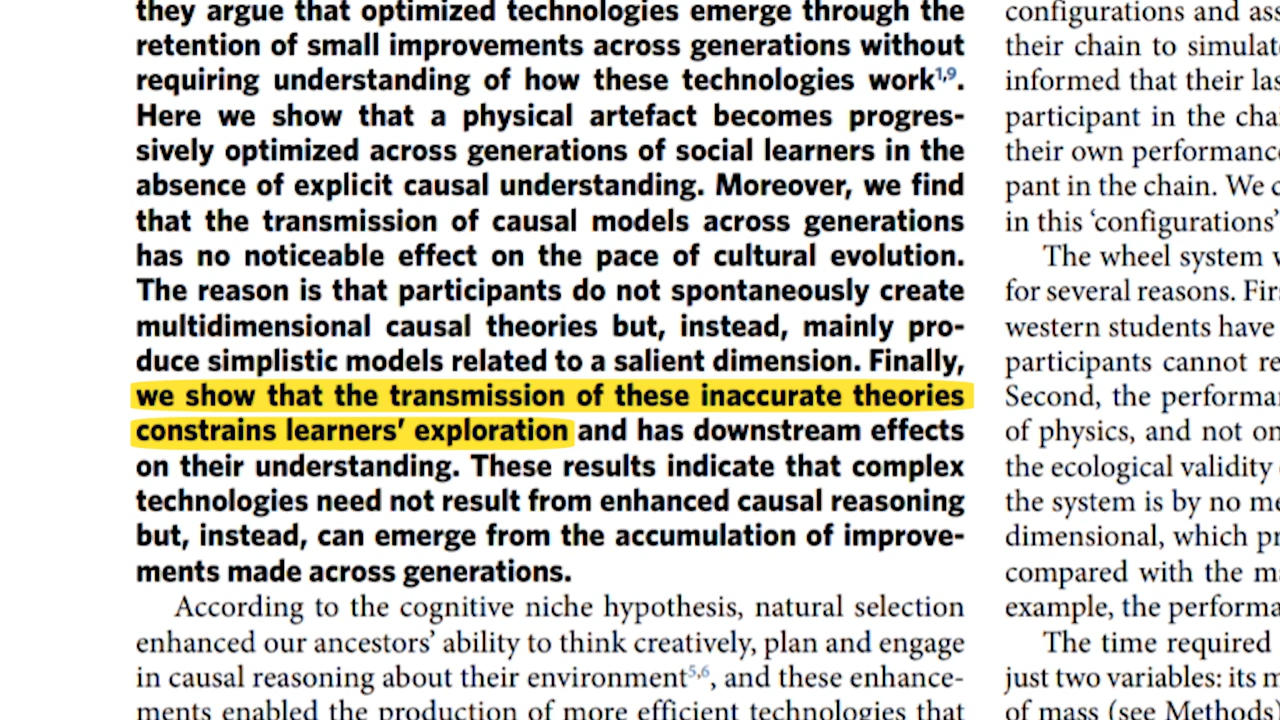 they argue that optimized technologies emerge through the
retention of small improvements across generations without
requiring understanding of how these technologies work1,9.
Here we show that a physical artefact becomes progres-
sively optimized across generations of social learners in the
absence of explicit causal understanding. Moreover, we find
that the transmission of causal models across generations
has no noticeable effect on the pace of cultural evolution.
The reason is that participants do not spontaneously create
multidimensional causal theories but, instead, mainly pro-
duce simplistic models related to a salient dimension. Finally,
we show that the transmission of these inaccurate theories
constrains learners’ exploration and has downstream effects
on their understanding. These results indicate that complex
technologies need not result from enhanced causal reasoning
but, instead, can emerge from the accumulation of improve-
ments made across generations.
According to the cognitive niche hypothesis, natural selection
enhanced our ancestors’ ability to think creatively, plan and engage
in causal reasoning about their environment5,6, and these enhance-
ments enabled the production of more efficient technologies that
configurations and
their chain to
informed that their
participant in the
their own
pant in the chain. We
in this ‘configurations’
The wheel system
for several reasons.
western students have
participants cannot
Second, the
of physics, and not
the ecological validity
the system is by no
dimensional, which
compared with the
example, the
The time required
just two variables: its
of mass (see Methods)